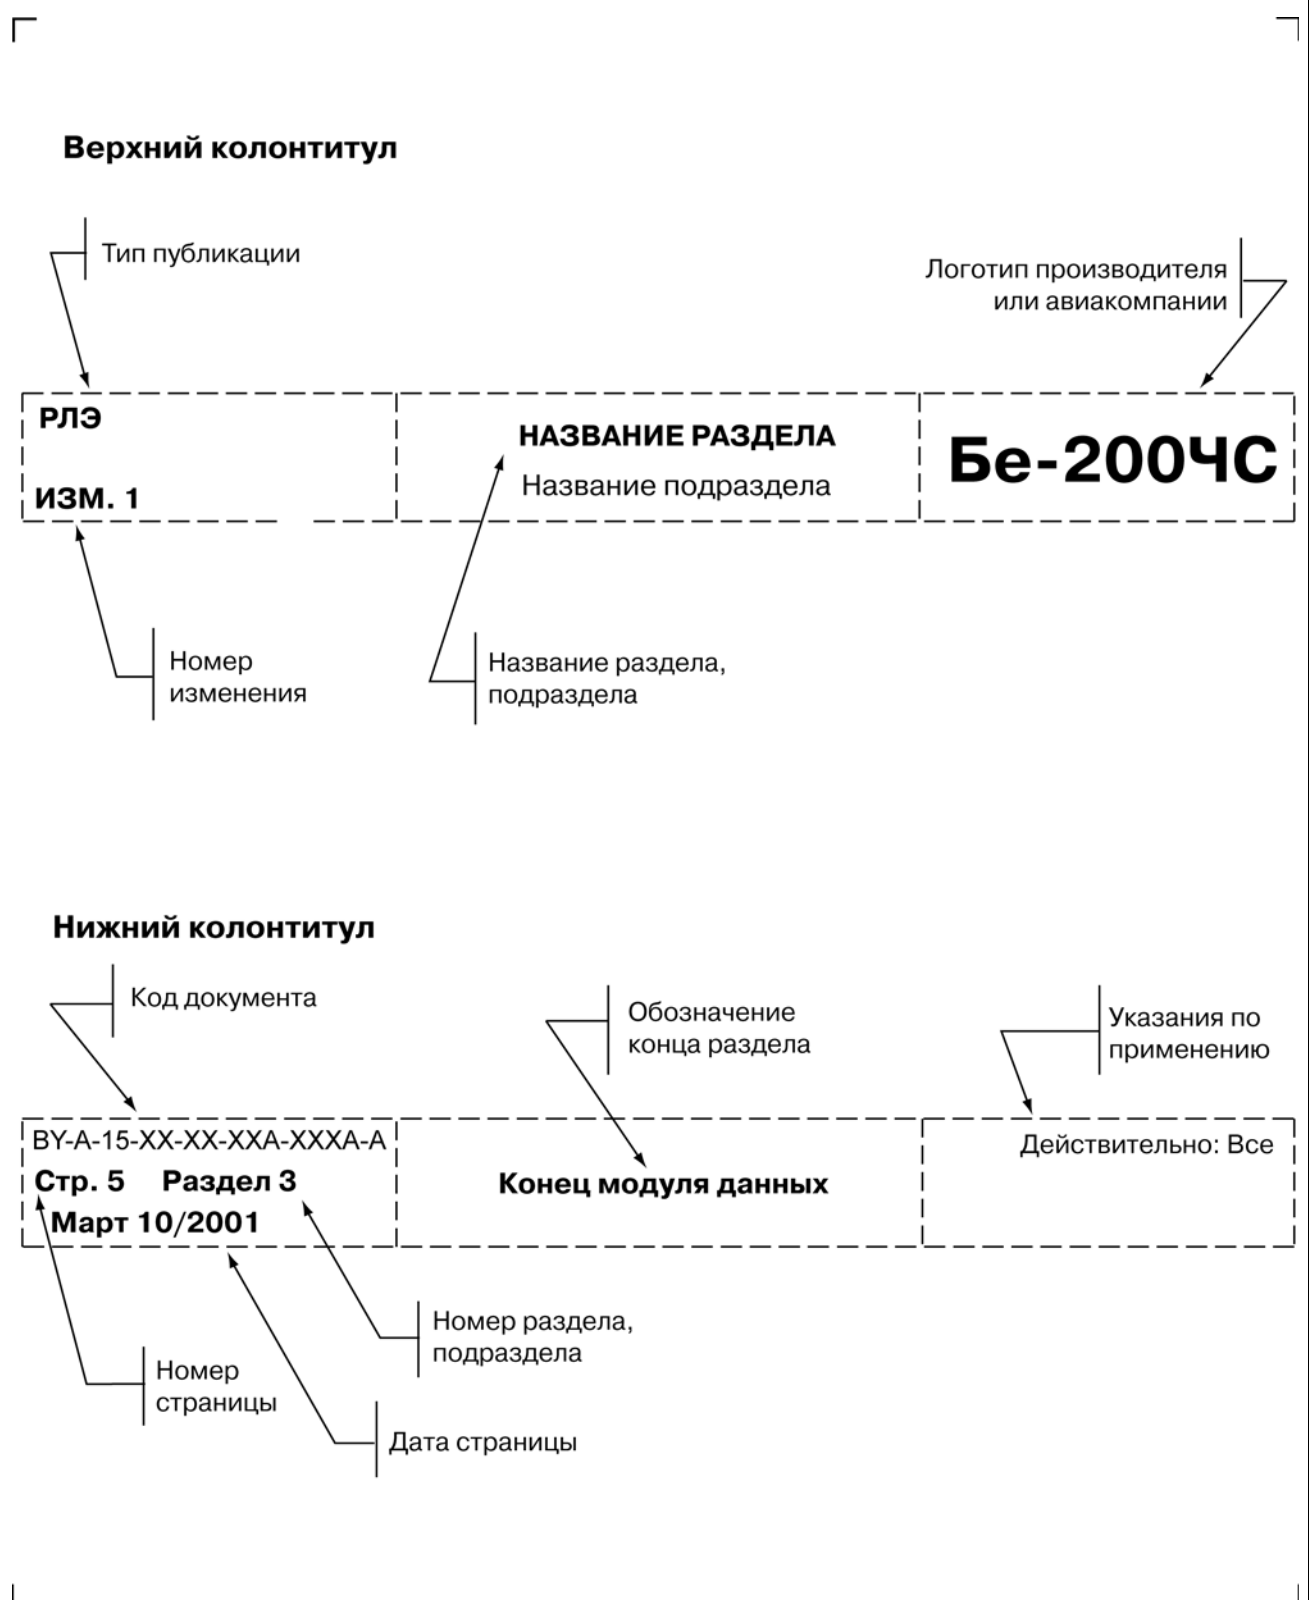 Верхний колонтитул
Тип публикации
Логотип производителя
или авиакомпании
РЛЭ
ИЗМ. 1
НАЗВАНИЕ РАЗДЕЛА
Название подраздела
Бе-200ЧС
Номер
изменения
Название раздела,
подраздела
Нижний колонтитул
Код документа
Обозначение
конца раздела
Указания по
применению
BY-A-15-XX-XX-XXA-XXXA-A
Стр. 5 Раздел 3
Март 10/2001
Конец модуля данных
Действительно: Все
Номер раздела,
подраздела
Номер
страницы
Дата страницы